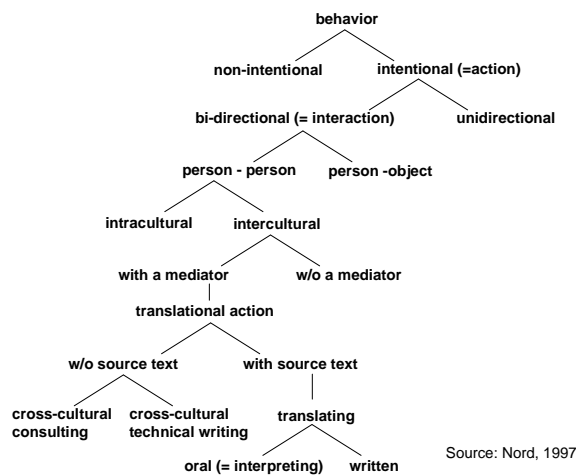 behavior
non-intentional
intentional (=action)
bi-directional (= interaction)
unidirectional
person - person
person -object
intracultural
intercultural
with a mediator
w/o a mediator
translational action
w/o source text
with source text
cross-cultural
consulting
cross-cultural
technical writing
translating
oral (= interpreting)
written
Source: Nord, 1997